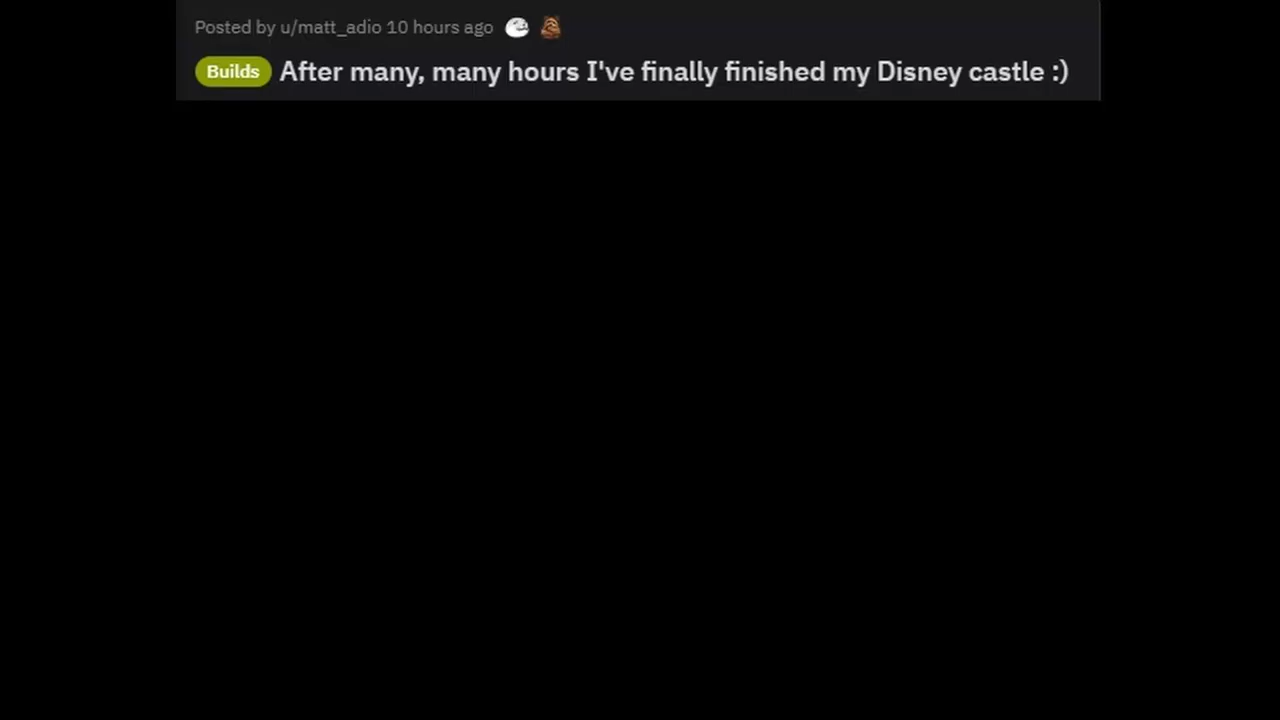 Posted by u/matt_adio 10 hours ago
Builds After many, many hours I've finally finished my Disney castle :)